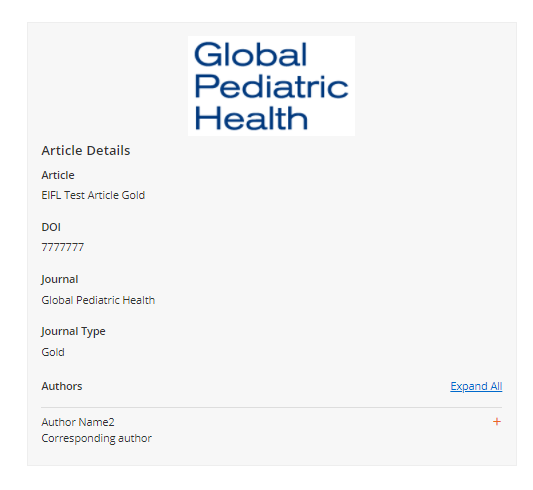 Global
Pediatric
Health
Article Details
Article
EIFL Test Article Gold
DOI
7777777
Journal
Global Pediatric Health
Journal Type
Gold
Authors
Expand All
Author Name2
+
Corresponding author